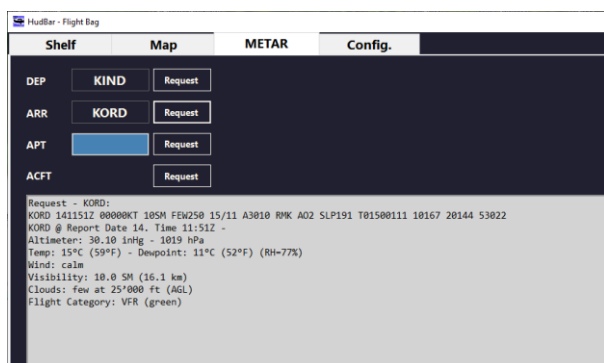 HudBar - Flight Bag
Shelf Map METAR Config.
DEP KIND Request
ARR KORD Request
APT Request
ACFT Request
Request - KORD:
KORD 141151Z 00000KT 10SM FEW250 15/11 A3010 RMK AO2 SLP191 T01500111 10167 20144 53022
KORD @ Report Date 14. Time 11:51Z -
Altimeter: 30.10 inHg - 1019 hPa
Temp: 15°C (59°F) - Dewpoint: 11°C (52°F) (RH=77%)
Wind: calm
Visibility: 10.0 SM (16.1 km)
Clouds: few at 25’000 ft (AGL)
Flight Category: VFR (green)